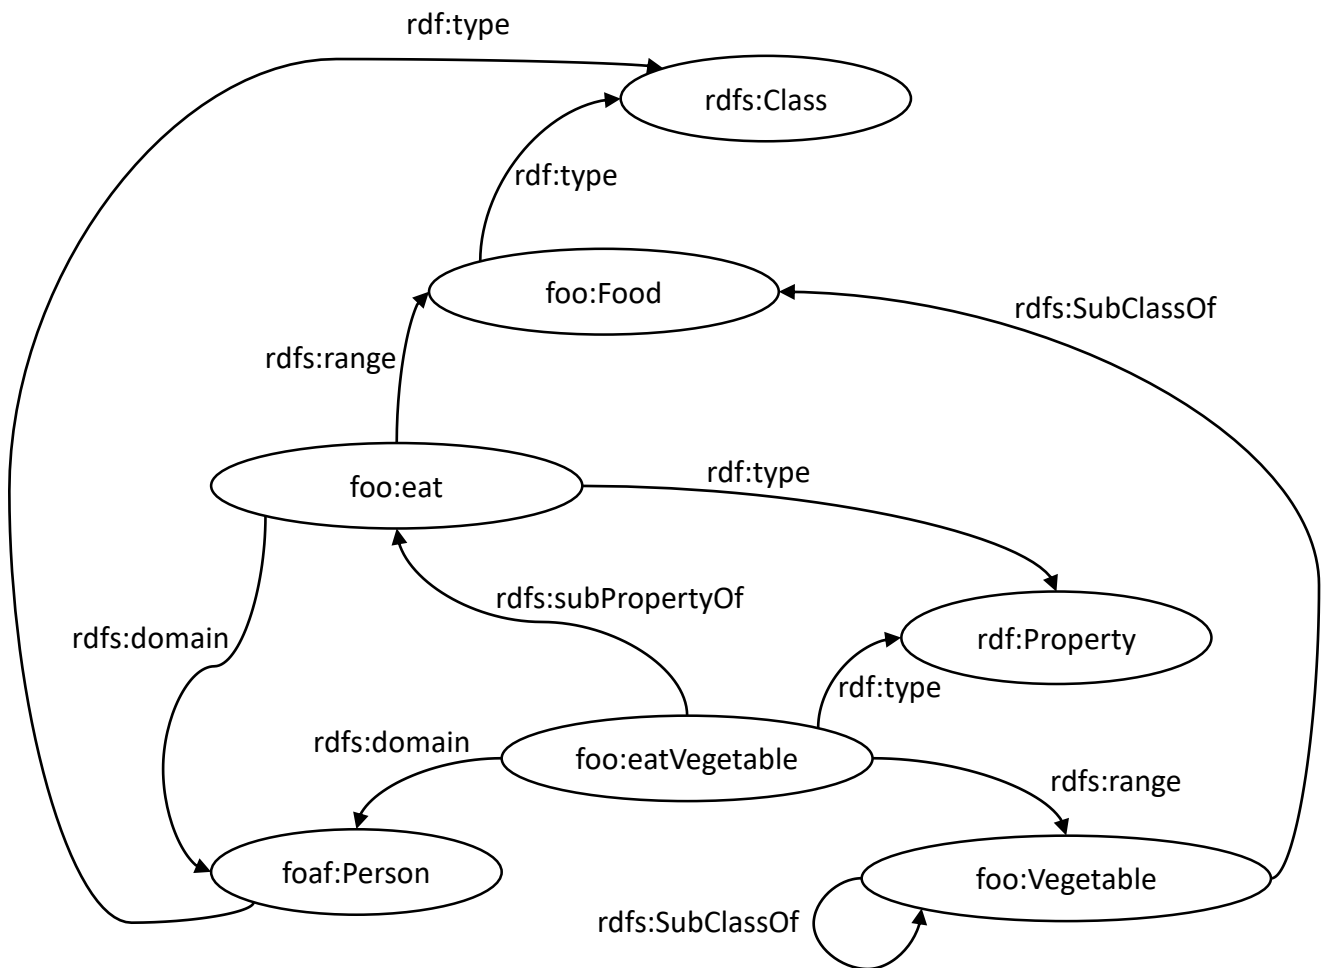 rdf:type
rdfs:Class
rdf:type
foo:Food
rdfs:SubClassOf
rdfs:range
foo:eat
rdf:type
rdfs:subPropertyOf
rdfs:domain
rdf:Property
rdf:type
rdfs:domain
foo:eatVegetable
rdfs:range
foaf:Person
foo:Vegetable
rdfs:SubClassOf